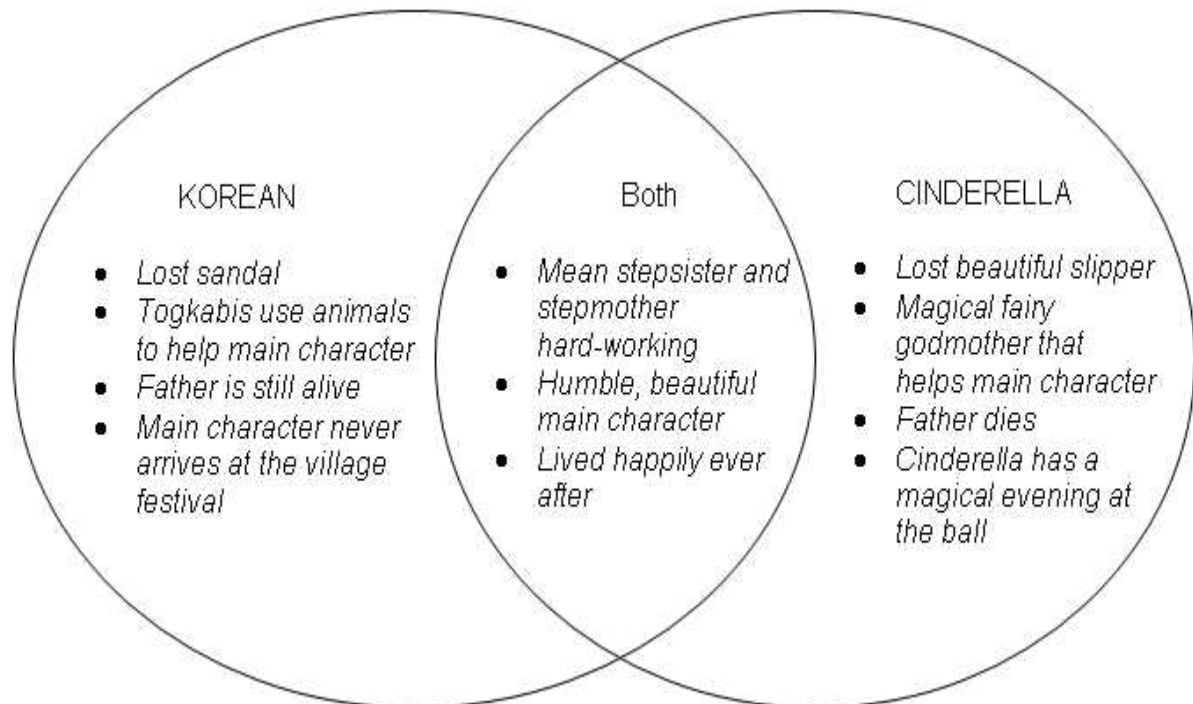 KOREAN
• Lost sandal
• Togkabis use animals
to help main character
• Father is still alive
• Main character never
arrives at the village
festival
Both
• Mean stepsister and
stepmother
hard-working
• Humble, beautiful
main character
• Lived happily ever
after
CINDERELLA
• Lost beautiful slipper
• Magical fairy
godmother that
helps main character
• Father dies
• Cinderella has a
magical evening at
the ball